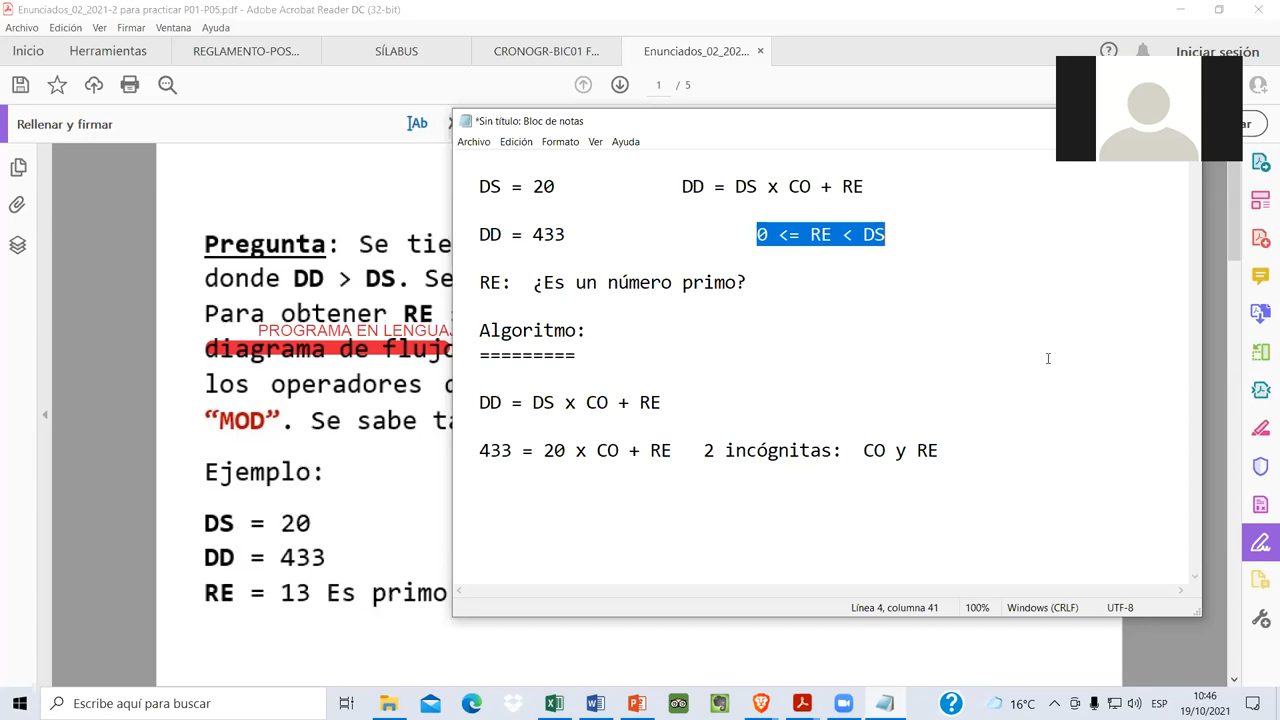 Enunciados_02_2021-2 para practicar P01-P05.pdf - Adobe Acrobat Reader DC (32-bit)
Archivo Edición Ver Firmar Ventana Ayuda
Inicio Herramientas REGLAMENTO-POS... SÍLABUS CRONOGR-BIC01 F... Enunciados_02_202... × Iniciar sesión
1 / 5
Rellenar y firmar
Ab
ar
Pregunta: Se tie
donde DD > DS. Se
Para obtener RE
PROGRAMA EN LENGUAJ
diagrama de flujo
los operadores d
“MOD”. Se sabe ta
Ejemplo:
DS = 20
DD = 433
RE = 13 Es primo
*Sin título: Bloc de notas
Archivo Edición Formato Ver Ayuda
DS = 20 DD = DS x CO + RE
DD = 433 0 <= RE < DS
RE: ¿Es un número primo?
Algoritmo:
=========
DD = DS x CO + RE
433 = 20 x CO + RE 2 incógnitas: CO y RE
Línea 4, columna 41 100% Windows (CRLF) UTF-8
Escribe aquí para buscar
16°C ESP 10:46
19/10/2021